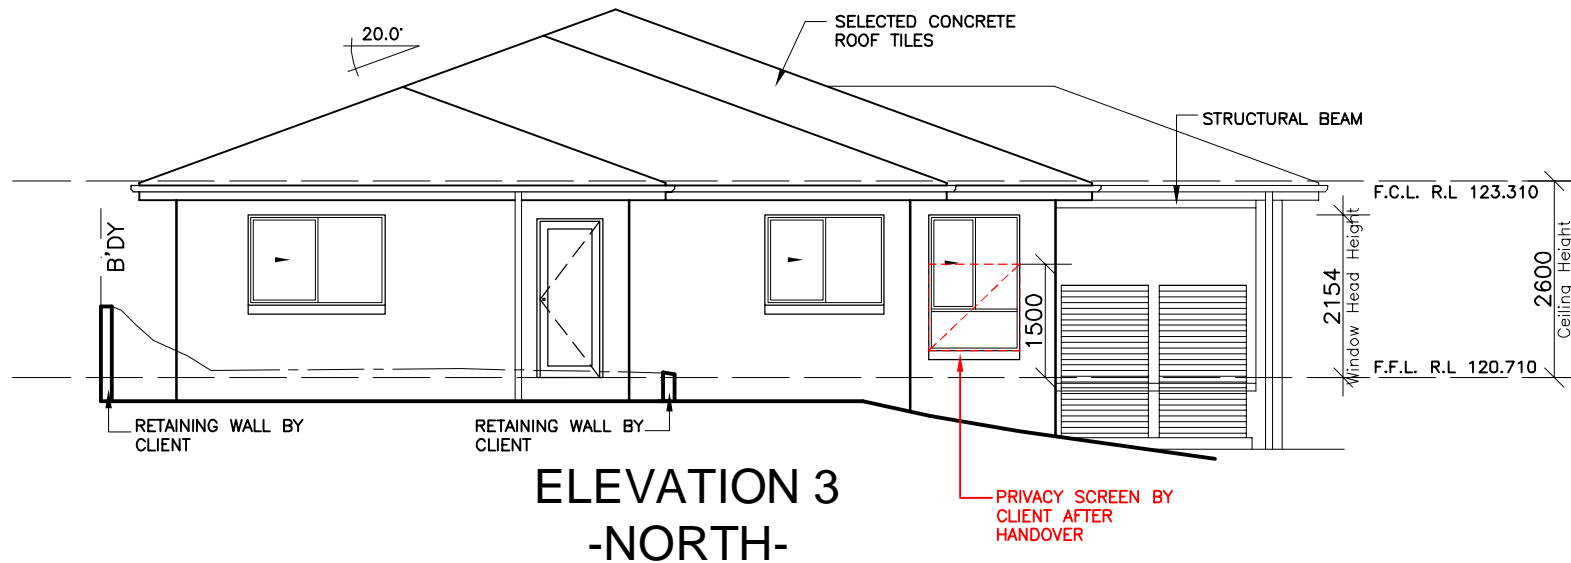 20.0°
SELECTED CONCRETE
ROOF TILES
STRUCTURAL BEAM
F.C.L. R.L 123.310
B'DY
1500
2154
Window Head Height
2600
Ceiling Height
F.F.L. R.L 120.710
RETAINING WALL BY
CLIENT
RETAINING WALL BY
CLIENT
ELEVATION 3
-NORTH-
PRIVACY SCREEN BY
CLIENT AFTER
HANDOVER